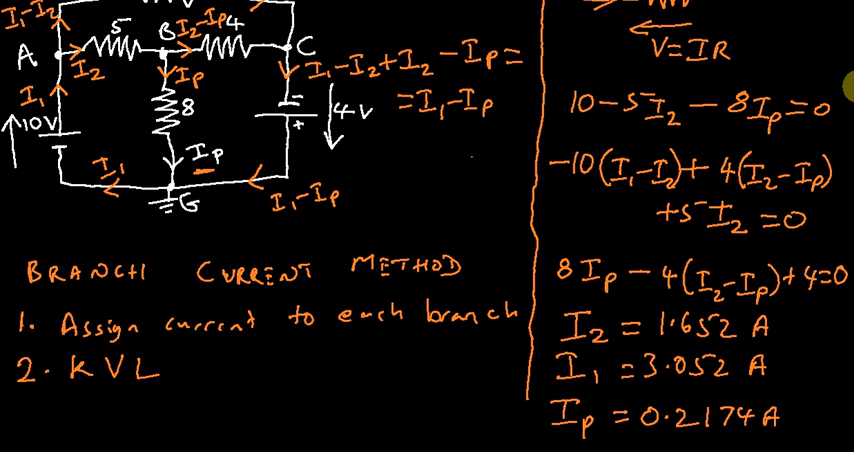 I₁-I₂
5
B
I₂-Iₚ
4
A
C
I₂
Iₚ
I₁-I₂+I₂-Iₚ=
=I₁-Iₚ
I₁
10V
8
-
+
4V
Iₚ
I₁
G
I₁-Iₚ
BRANCH CURRENT METHOD
1. Assign current to each branch
2. KVL
V=IR
10-5I₂-8Iₚ=0
-10(I₁-I₂)+4(I₂-Iₚ)
+5I₂=0
8Iₚ-4(I₂-Iₚ)+4=0
I₂=1.652 A
I₁=3.052 A
Iₚ=0.2174A